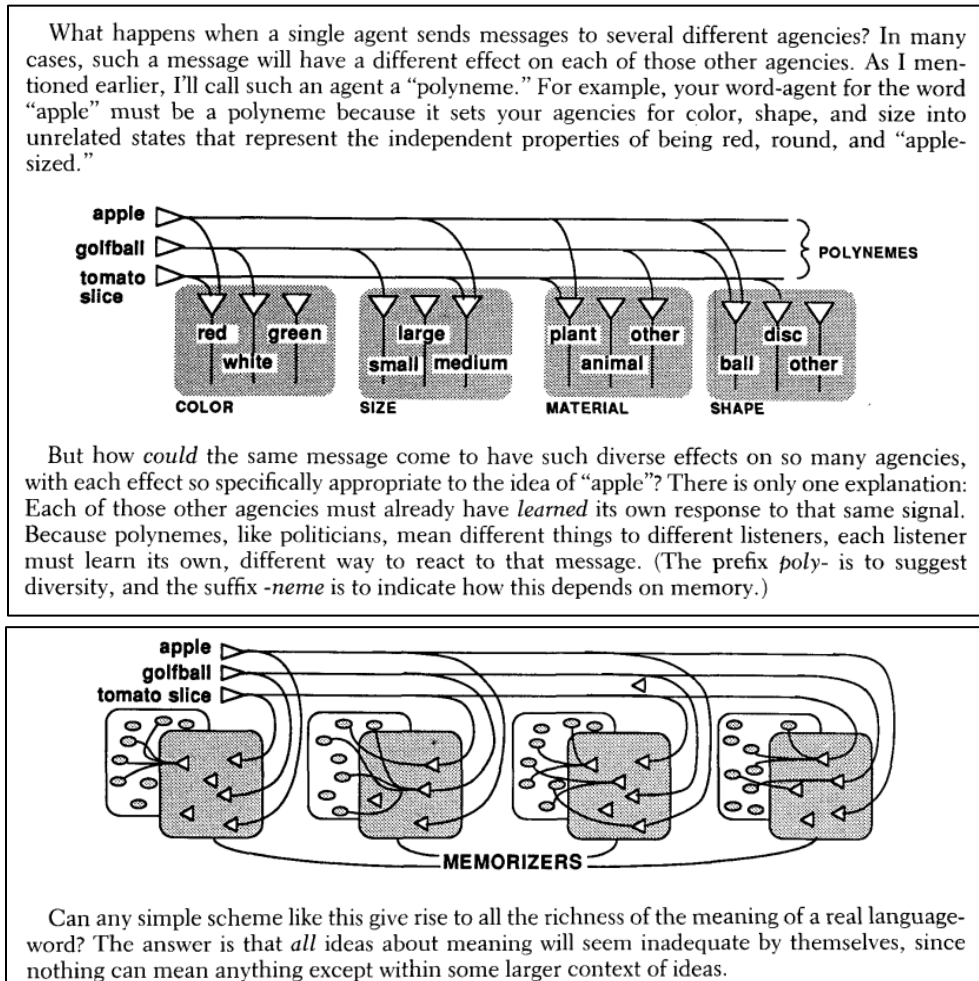 What happens when a single agent sends messages to several different agencies? In many
cases, such a message will have a different effect on each of those other agencies. As I men-
tioned earlier, I'll call such an agent a “polyneme.” For example, your word-agent for the word
“apple” must be a polyneme because it sets your agencies for color, shape, and size into
unrelated states that represent the independent properties of being red, round, and “apple-
sized.”
apple
golfball
tomato
slice
POLYNEMES
red
green
white
large
small
medium
plant
other
animal
disc
ball
other
COLOR
SIZE
MATERIAL
SHAPE
But how could the same message come to have such diverse effects on so many agencies,
with each effect so specifically appropriate to the idea of “apple”? There is only one explanation:
Each of those other agencies must already have learned its own response to that same signal.
Because polynemes, like politicians, mean different things to different listeners, each listener
must learn its own, different way to react to that message. (The prefix poly- is to suggest
diversity, and the suffix -neme is to indicate how this depends on memory.)
apple
golfball
tomato slice
MEMORIZERS
Can any simple scheme like this give rise to all the richness of the meaning of a real language-
word? The answer is that all ideas about meaning will seem inadequate by themselves, since
nothing can mean anything except within some larger context of ideas.